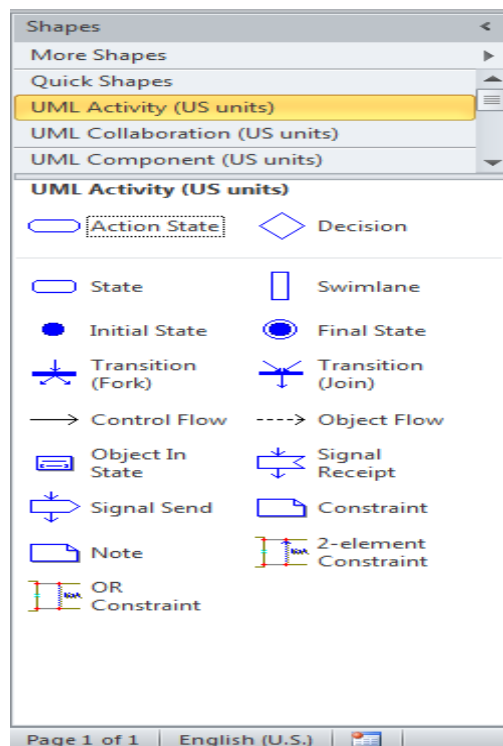 Shapes
More Shapes
Quick Shapes
UML Activity (US units)
UML Collaboration (US units)
UML Component (US units)
UML Activity (US units)
Action State
Decision
State
Swimlane
Initial State
Final State
Transition
(Fork)
Transition
(Join)
Control Flow
Object Flow
Object In
State
Signal
Receipt
Signal Send
Constraint
Note
2-element
Constraint
OR
Constraint
Page 1 of 1
English (U.S.)